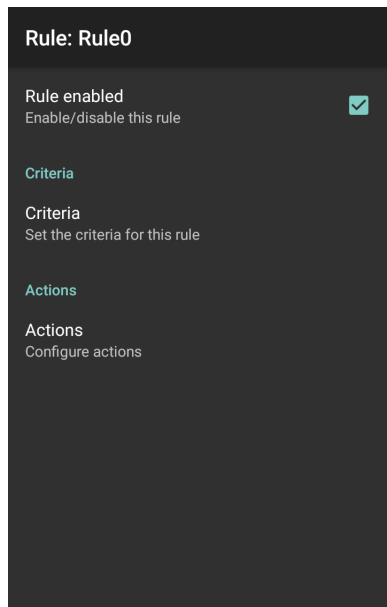 Rule: Rule0
Rule enabled
Enable/disable this rule
Criteria
Criteria
Set the criteria for this rule
Actions
Actions
Configure actions